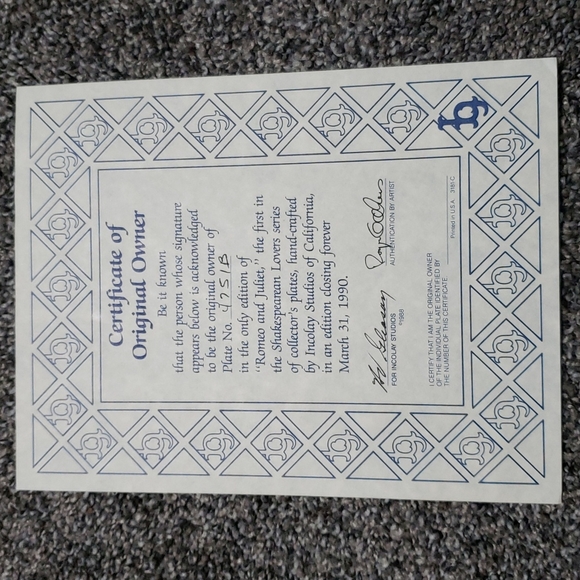 Certificate of
Original Owner
Be it known
that the person whose signature
appears below is acknowledged
to be the original owner of
Plate No. 4751B
in the only edition of
“Romeo and Juliet,” the first in
the Shakespearean Lovers series
of collector's plates, hand-crafted
by Incolay Studios of California,
in an edition closing forever
March 31, 1990.
FOR INCOLAY STUDIOS
AUTHENTICATION BY ARTIST
©1988
I CERTIFY THAT I AM THE ORIGINAL OWNER
OF THE INDIVIDUAL PLATE IDENTIFIED BY
THE NUMBER OF THIS CERTIFICATE
Printed in U.S.A. 3181-C